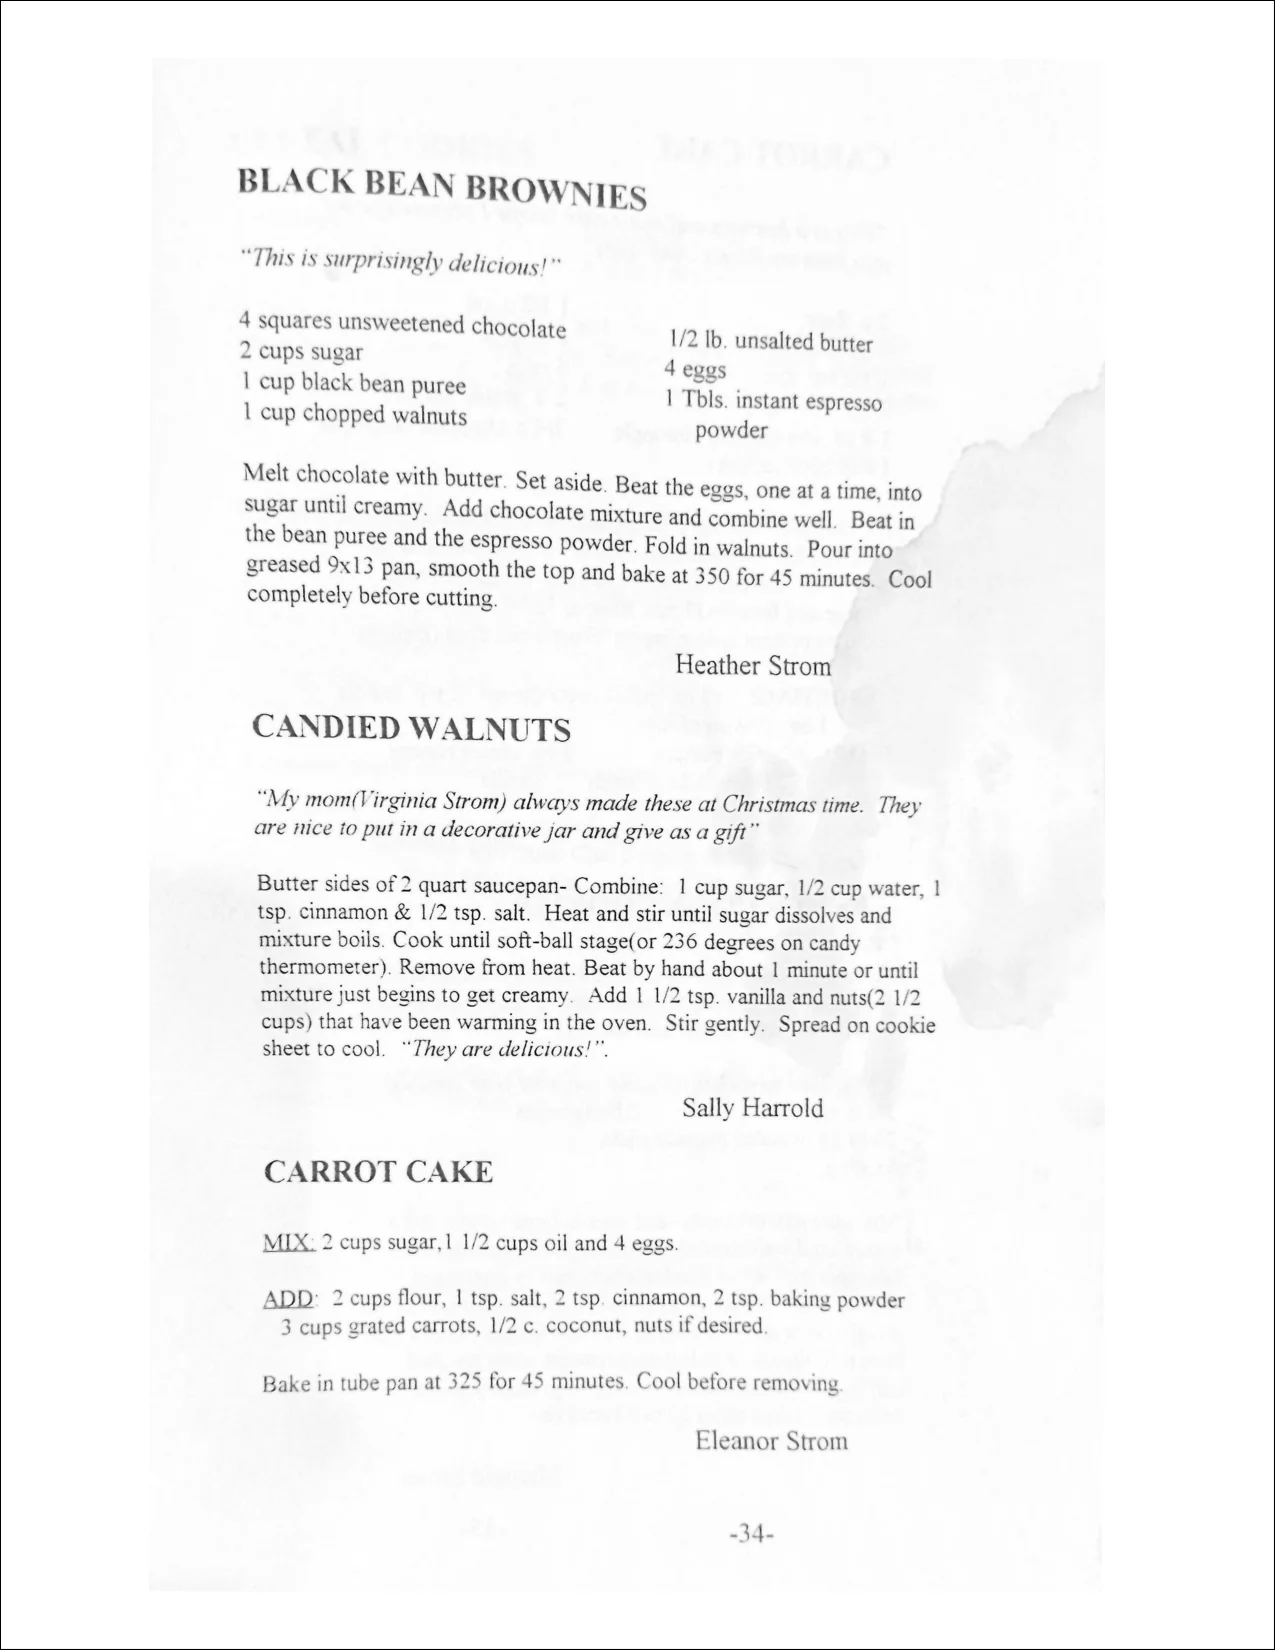 BLACK BEAN BROWNIES
"This is surprisingly delicious!"
4 squares unsweetened chocolate
2 cups sugar
1 cup black bean puree
1 cup chopped walnuts
1/2 lb. unsalted butter
4 eggs
1 Tbls. instant espresso
powder
Melt chocolate with butter. Set aside. Beat the eggs, one at a time, into
sugar until creamy. Add chocolate mixture and combine well. Beat in
the bean puree and the espresso powder. Fold in walnuts. Pour into
greased 9x13 pan, smooth the top and bake at 350 for 45 minutes. Cool
completely before cutting.
Heather Strom
CANDIED WALNUTS
"My mom(Virginia Strom) always made these at Christmas time. They
are nice to put in a decorative jar and give as a gift"
Butter sides of 2 quart saucepan- Combine: 1 cup sugar, 1/2 cup water, 1
tsp. cinnamon & 1/2 tsp. salt. Heat and stir until sugar dissolves and
mixture boils. Cook until soft-ball stage(or 236 degrees on candy
thermometer). Remove from heat. Beat by hand about 1 minute or until
mixture just begins to get creamy. Add 1 1/2 tsp. vanilla and nuts(2 1/2
cups) that have been warming in the oven. Stir gently. Spread on cookie
sheet to cool. "They are delicious!".
Sally Harrold
CARROT CAKE
MIX: 2 cups sugar,1 1/2 cups oil and 4 eggs.
ADD: 2 cups flour, 1 tsp. salt, 2 tsp. cinnamon, 2 tsp. baking powder
3 cups grated carrots, 1/2 c. coconut, nuts if desired.
Bake in tube pan at 325 for 45 minutes. Cool before removing.
Eleanor Strom
-34-